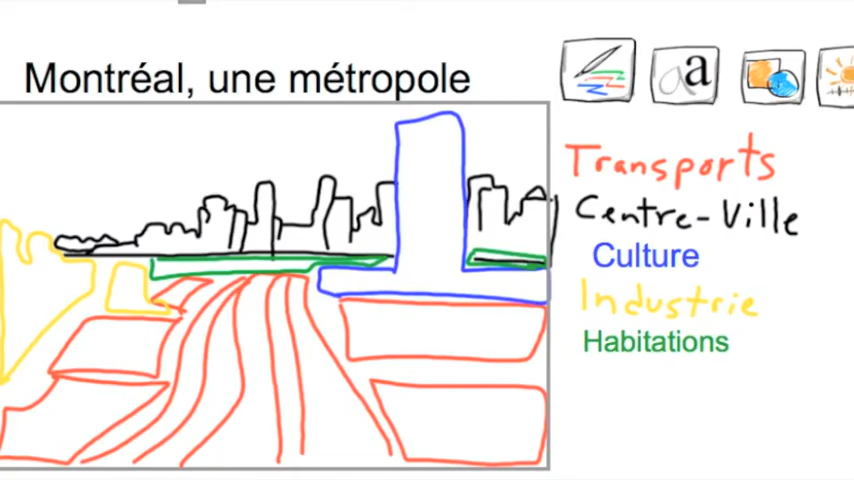 Montréal, une métropole
a a
Transports
Centre-Ville
Culture
Industrie
Habitations